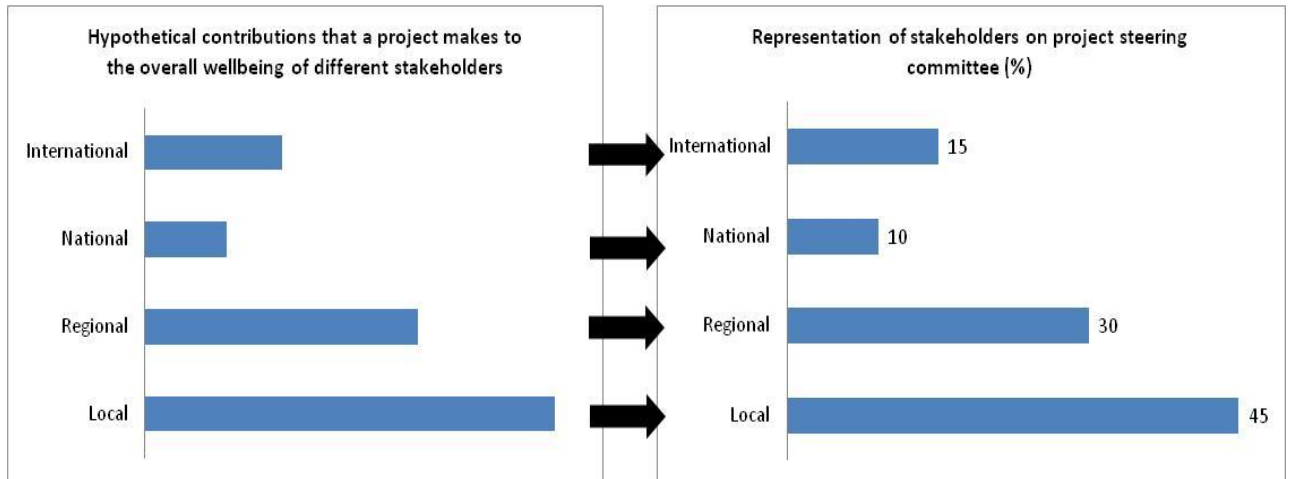 Hypothetical contributions that a project makes to
the overall wellbeing of different stakeholders
International
National
Regional
Local
Representation of stakeholders on project steering
committee (%)
International
15
National
10
Regional
30
Local
45